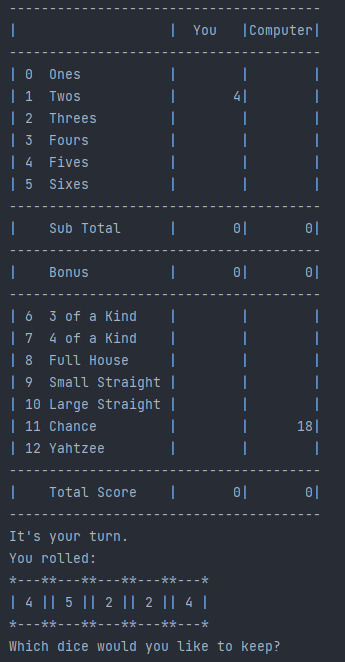 ---------------------------------------
|                   |  You   |Computer|
---------------------------------------
| 0  Ones           |        |        |
| 1  Twos           |       4|        |
| 2  Threes         |        |        |
| 3  Fours          |        |        |
| 4  Fives          |        |        |
| 5  Sixes          |        |        |
---------------------------------------
|    Sub Total      |       0|       0|
---------------------------------------
|    Bonus          |       0|       0|
---------------------------------------
| 6  3 of a Kind    |        |        |
| 7  4 of a Kind    |        |        |
| 8  Full House     |        |        |
| 9  Small Straight |        |        |
| 10 Large Straight |        |        |
| 11 Chance         |        |      18|
| 12 Yahtzee        |        |        |
---------------------------------------
|    Total Score    |       0|       0|
---------------------------------------
It's your turn.
You rolled:
*---**---**---**---**---*
| 4 || 5 || 2 || 2 || 4 |
*---**---**---**---**---*
Which dice would you like to keep?